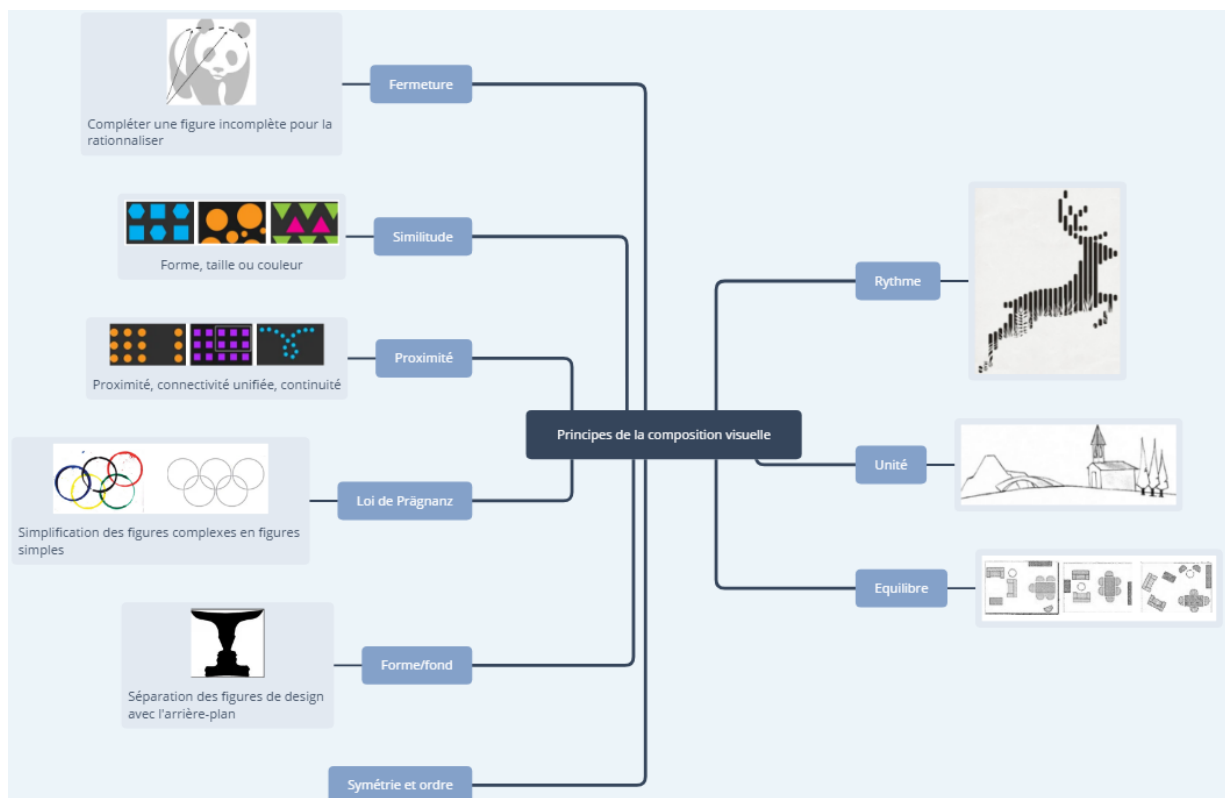 Fermeture
Compléter une figure incomplète pour la
rationnaliser
Similitude
Forme, taille ou couleur
Proximité
Proximité, connectivité unifiée, continuité
Loi de Prägnanz
Simplification des figures complexes en figures
simples
Forme/fond
Séparation des figures de design
avec l'arrière-plan
Symétrie et ordre
Principes de la composition visuelle
Rythme
Unité
Equilibre